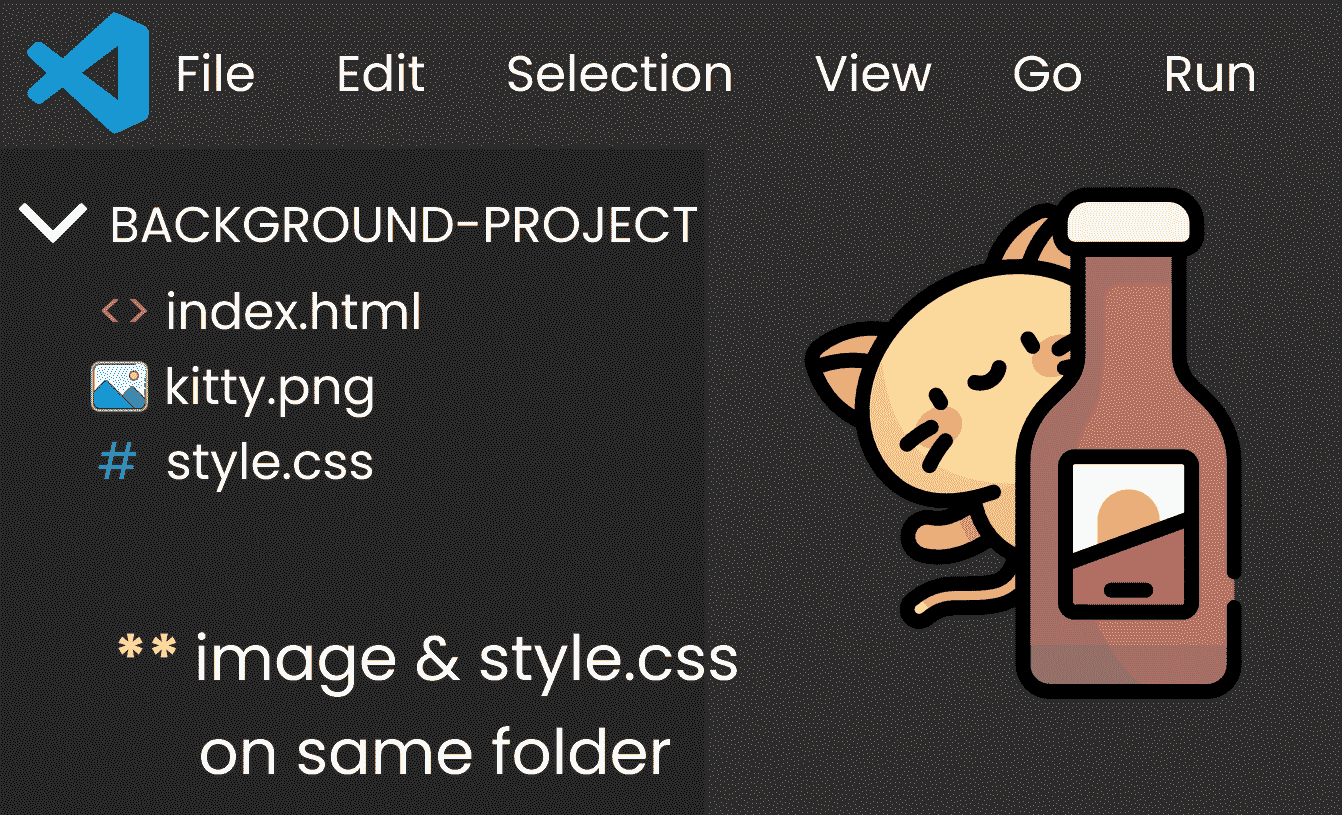 File Edit Selection View Go Run
BACKGROUND-PROJECT
<> index.html
kitty.png
# style.css
** image & style.css
on same folder